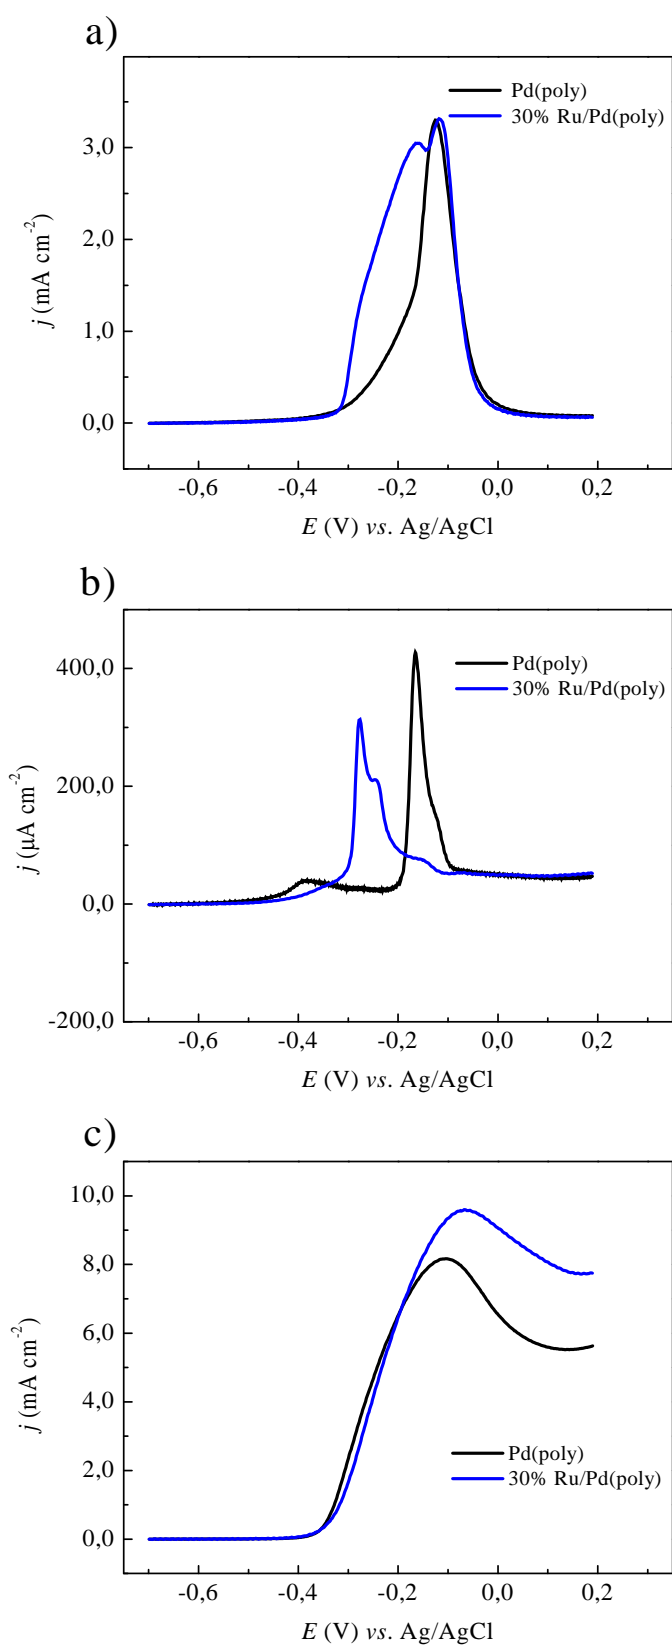 a)
Pd(poly)
30% Ru/Pd(poly)
3,0
2,0
1,0
0,0
j (mA cm-2)
-0,6 -0,4 -0,2 0,0 0,2
E (V) vs. Ag/AgCl
b)
Pd(poly)
30% Ru/Pd(poly)
400,0
200,0
0,0
-200,0
j (μA cm-2)
-0,6 -0,4 -0,2 0,0 0,2
E (V) vs. Ag/AgCl
c)
10,0
8,0
6,0
4,0
2,0
0,0
j (mA cm-2)
Pd(poly)
30% Ru/Pd(poly)
-0,6 -0,4 -0,2 0,0 0,2
E (V) vs. Ag/AgCl